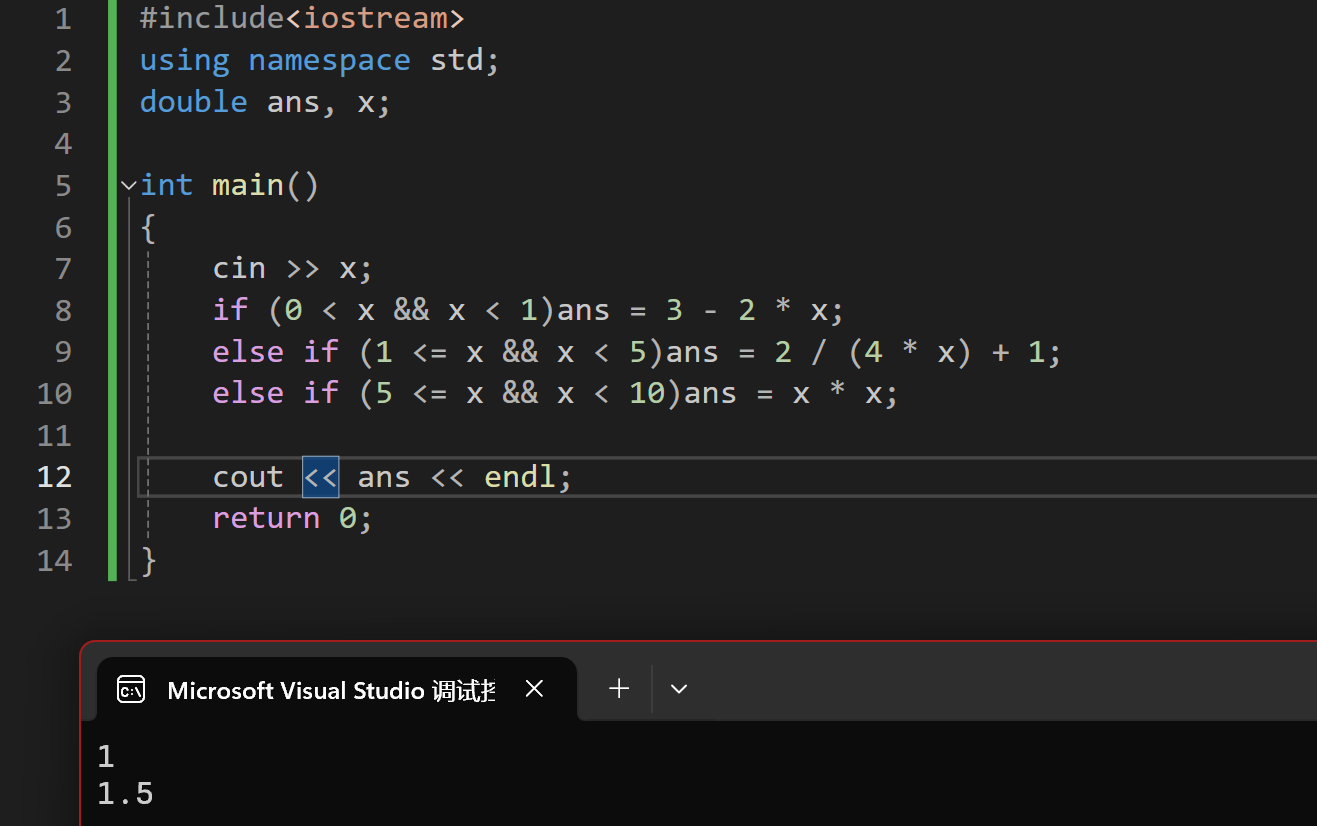 1 #include<iostream>
2 using namespace std;
3 double ans, x;
4
5 int main()
6 {
7 cin >> x;
8 if (0 < x && x < 1)ans = 3 - 2 * x;
9 else if (1 <= x && x < 5)ans = 2 / (4 * x) + 1;
10 else if (5 <= x && x < 10)ans = x * x;
11
12 cout << ans << endl;
13 return 0;
14 }
Microsoft Visual Studio 调试
1
1.5